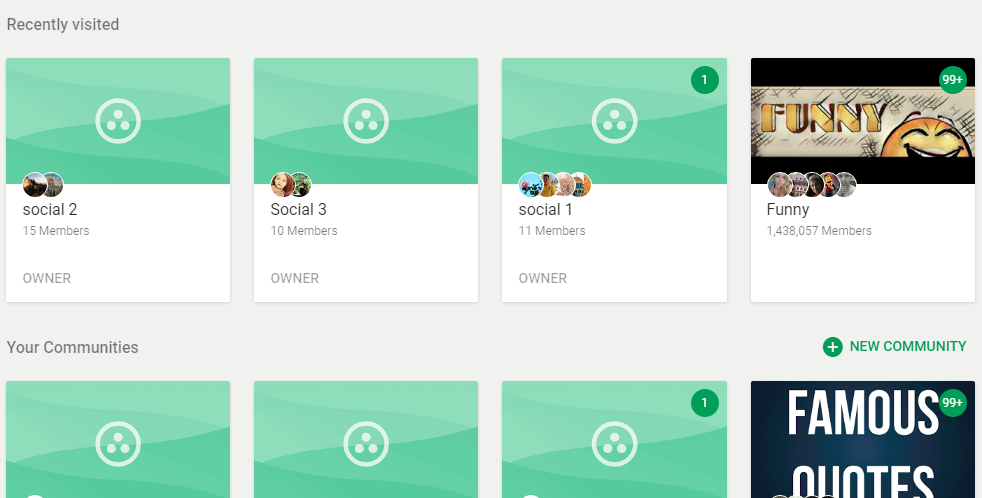 Recently visited
1
99+
FUNNY
social 2
Social 3
social 1
Funny
15 Members
10 Members
11 Members
1,438,057 Members
OWNER
OWNER
OWNER
Your Communities
NEW COMMUNITY
1
99+
FAMOUS
QUOTES